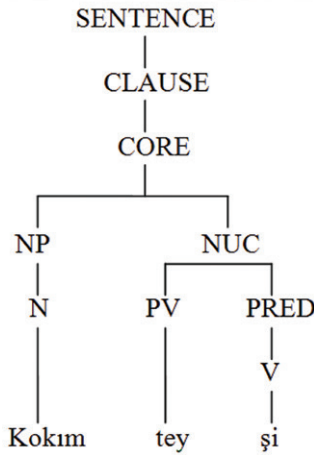 SENTENCE
CLAUSE
CORE
NP NUC
N PV PRED
V
Kokım tey şi